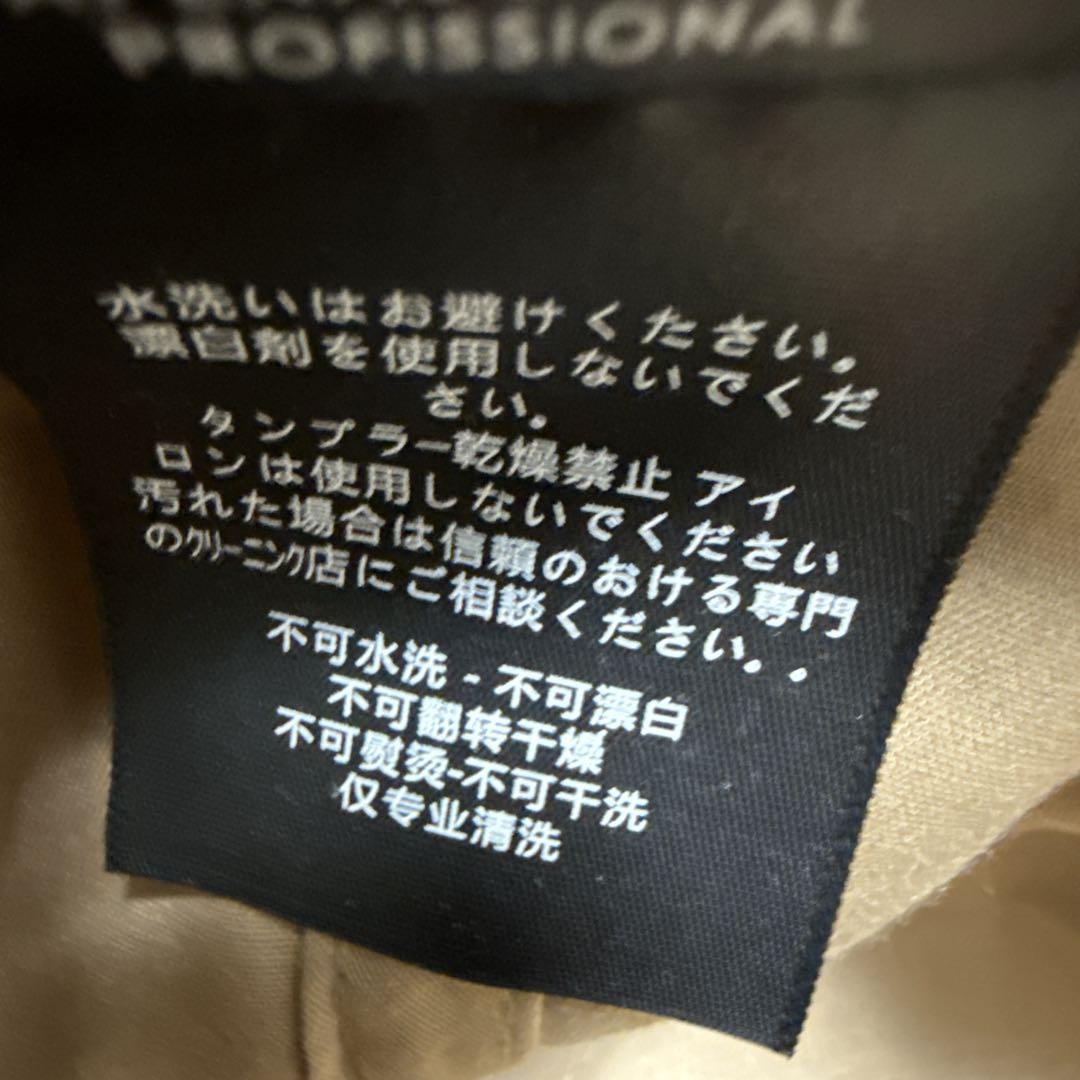 PROFISSIONAL
水洗いはお避けください。
漂白剤を使用しないでくだ
さい。
タンブラー乾燥禁止 アイ
ロンは使用しないでください
汚れた場合は信頼のおける専門
のクリーニング店にご相談ください. .
不可水洗 - 不可漂白
不可翻转干燥
不可熨烫-不可干洗
仅专业清洗